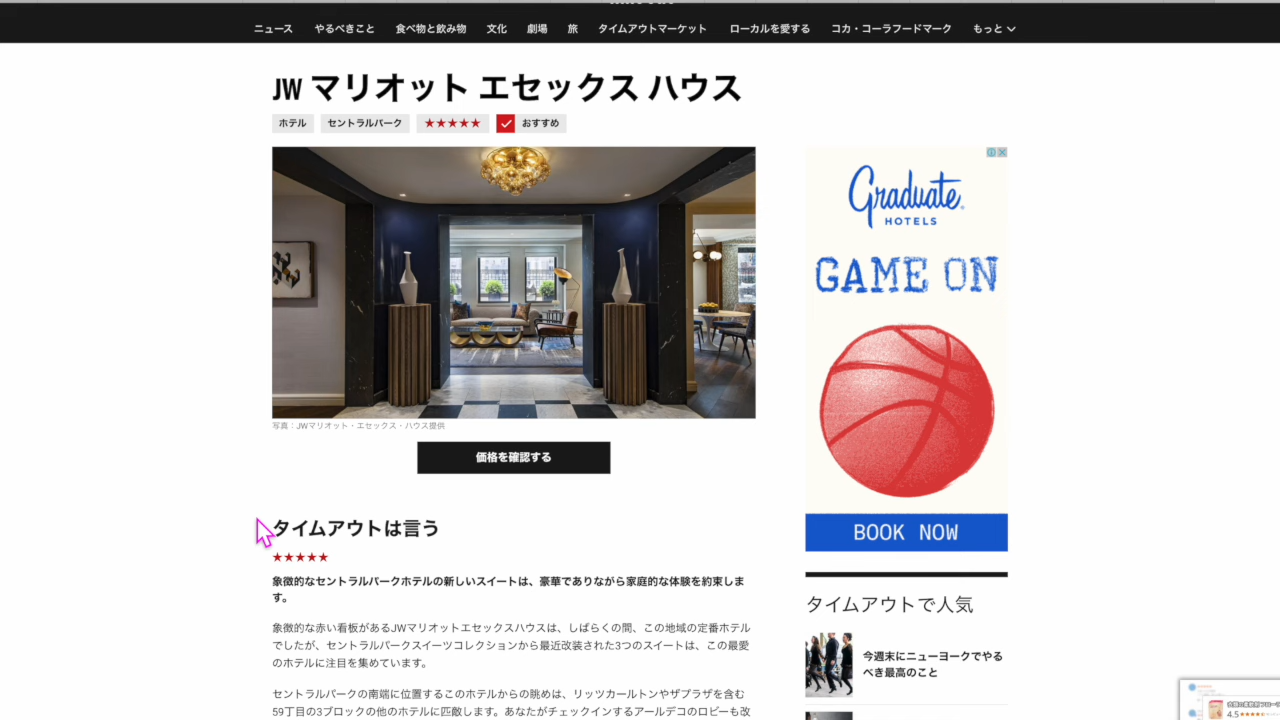 ニュース やるべきこと 食べ物と飲み物 文化 劇場 旅 タイムアウトマーケット ローカルを愛する コカ・コーラフードマーク もっと
JW マリオット エセックス ハウス
ホテル セントラルパーク ★★★★★ おすすめ
写真：JWマリオット・エセックス・ハウス提供
価格を確認する
タイムアウトは言う
★★★★★
象徴的なセントラルパークホテルの新しいスイートは、豪華でありながら家庭的な体験を約束しま
す。
象徴的な赤い看板があるJWマリオットエセックスハウスは、しばらくの間、この地域の定番ホテル
でしたが、セントラルパークスイーツコレクションから最近改装された3つのスイートは、この最愛
のホテルに注目を集めています。
セントラルパークの南端に位置するこのホテルからの眺めは、リッツカールトンやザプラザを含む
59丁目の3ブロックの他のホテルに匹敵します。あなたがチェックインするアールデコのロビーも改
Graduate
HOTELS
GAME ON
BOOK NOW
タイムアウトで人気
今週末にニューヨークでやる
べき最高のこと
4.5